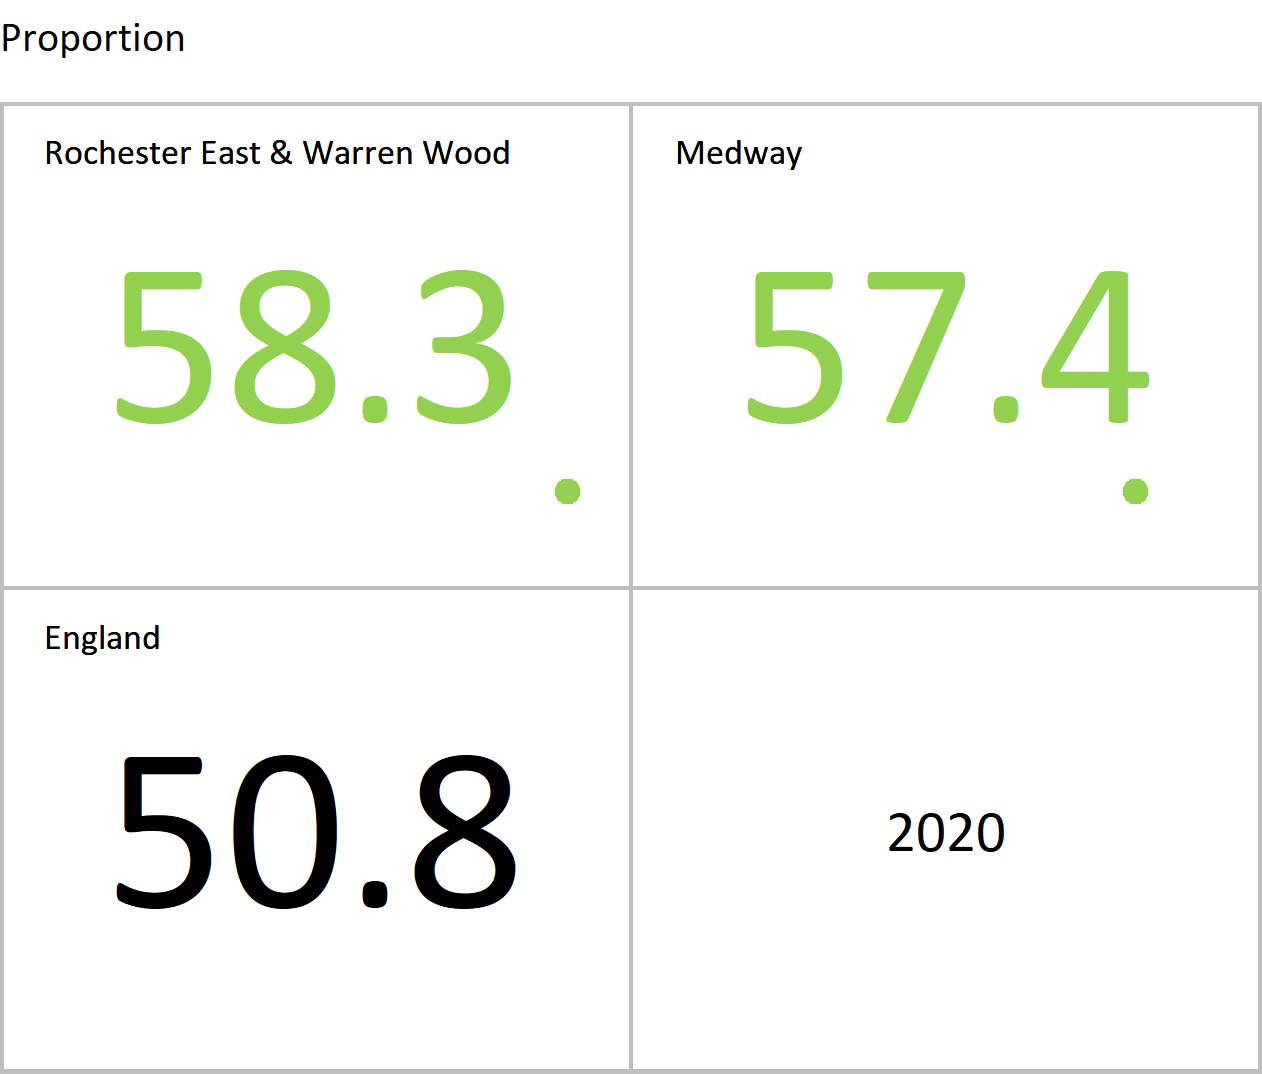 Proportion
Rochester East & Warren Wood
58.3
Medway
57.4
England
50.8
2020